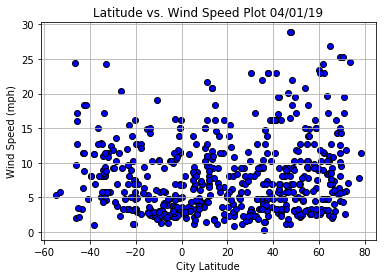 Latitude vs. Wind Speed Plot 04/01/19
Wind Speed (mph)
30
25
20
15
10
5
0
−60 −40 −20 0 20 40 60 80
City Latitude